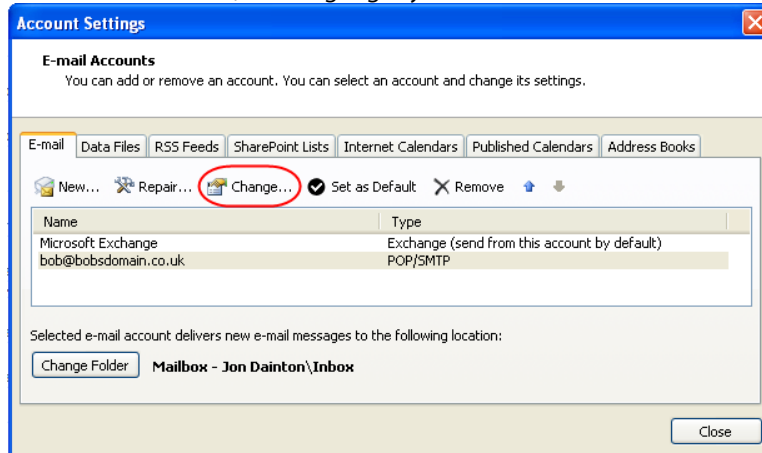 Account Settings
E-mail Accounts
You can add or remove an account. You can select an account and change its settings.
E-mail Data Files RSS Feeds SharePoint Lists Internet Calendars Published Calendars Address Books
New... Repair... Change... Set as Default Remove
Name Type
Microsoft Exchange Exchange (send from this account by default)
bob@bobsdomain.co.uk POP/SMTP
Selected e-mail account delivers new e-mail messages to the following location:
Change Folder Mailbox - Jon Dainton\Inbox
Close